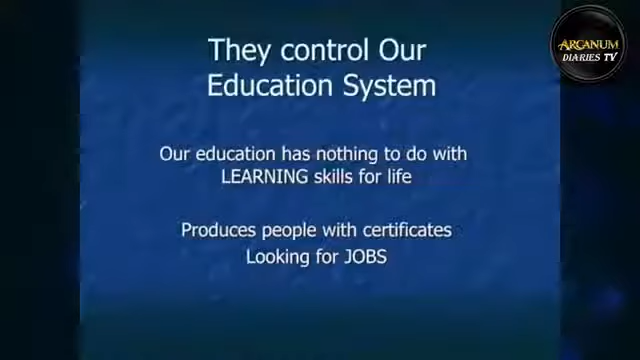 They control Our
Education System
ARCANUM
DIARIES TV
Our education has nothing to do with
LEARNING skills for life
Produces people with certificates
Looking for JOBS